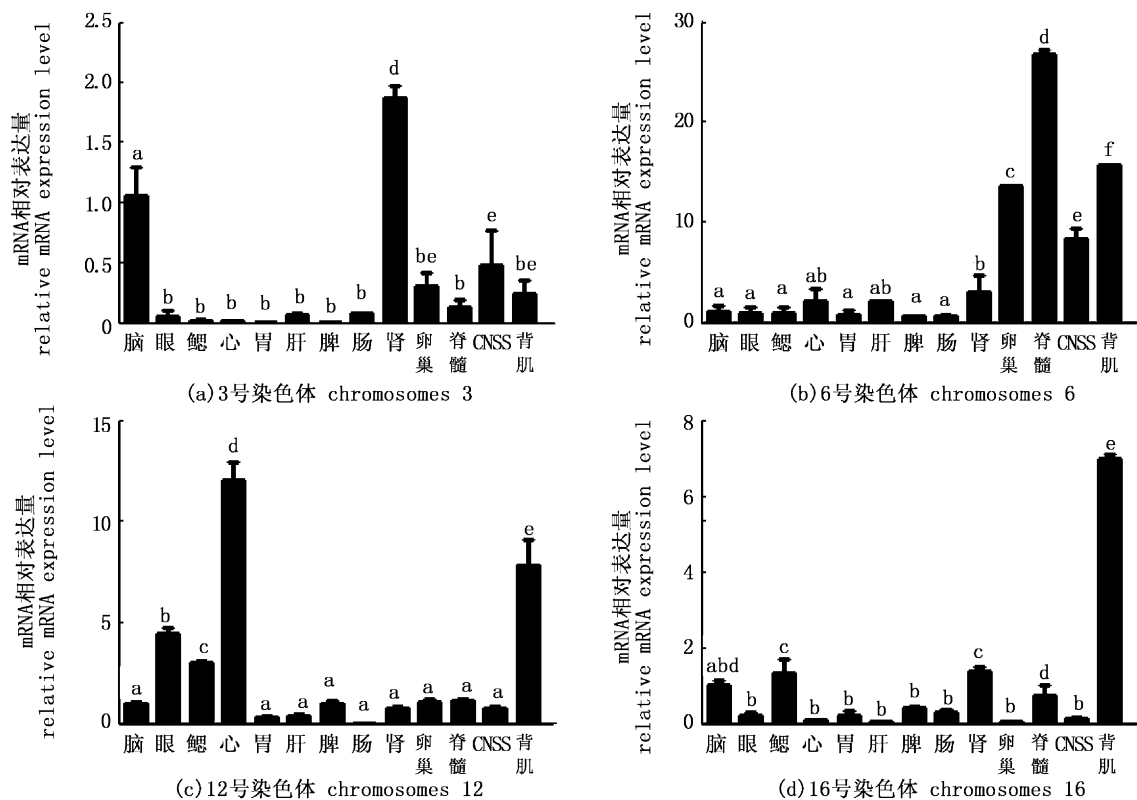 mRNA相对表达量
relative mRNA expression level
2.5
2.0
1.5
1.0
0.5
0
a b b b b b b b d be b e be
脑 眼 鳃 心 胃 肝 脾 肠 肾 卵巢 脊髓 CNSS 背肌
(a)3号染色体 chromosomes 3
mRNA相对表达量
relative mRNA expression level
30
20
10
0
a a a ab a ab a a b c d e f
脑 眼 鳃 心 胃 肝 脾 肠 肾 卵巢 脊髓 CNSS 背肌
(b)6号染色体 chromosomes 6
mRNA相对表达量
relative mRNA expression level
15
10
5
0
a b c d a a a a a a a a e
脑 眼 鳃 心 胃 肝 脾 肠 肾 卵巢 脊髓 CNSS 背肌
(c)12号染色体 chromosomes 12
mRNA相对表达量
relative mRNA expression level
8
6
4
2
0
abd b c b b b b b c b d b e
脑 眼 鳃 心 胃 肝 脾 肠 肾 卵巢 脊髓 CNSS 背肌
(d)16号染色体 chromosomes 16